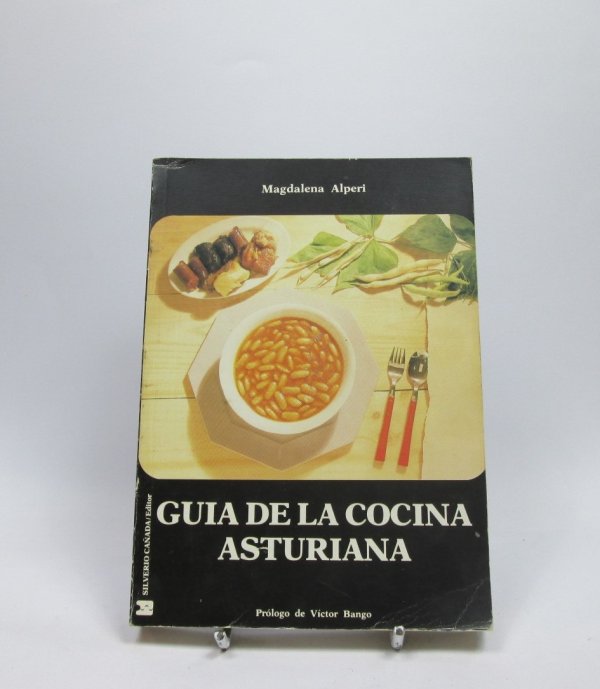 Magdalena Alperi
GUIA DE LA COCINA
ASTURIANA
Prólogo de Víctor Bango
SILVERIO CAÑADA/Editor